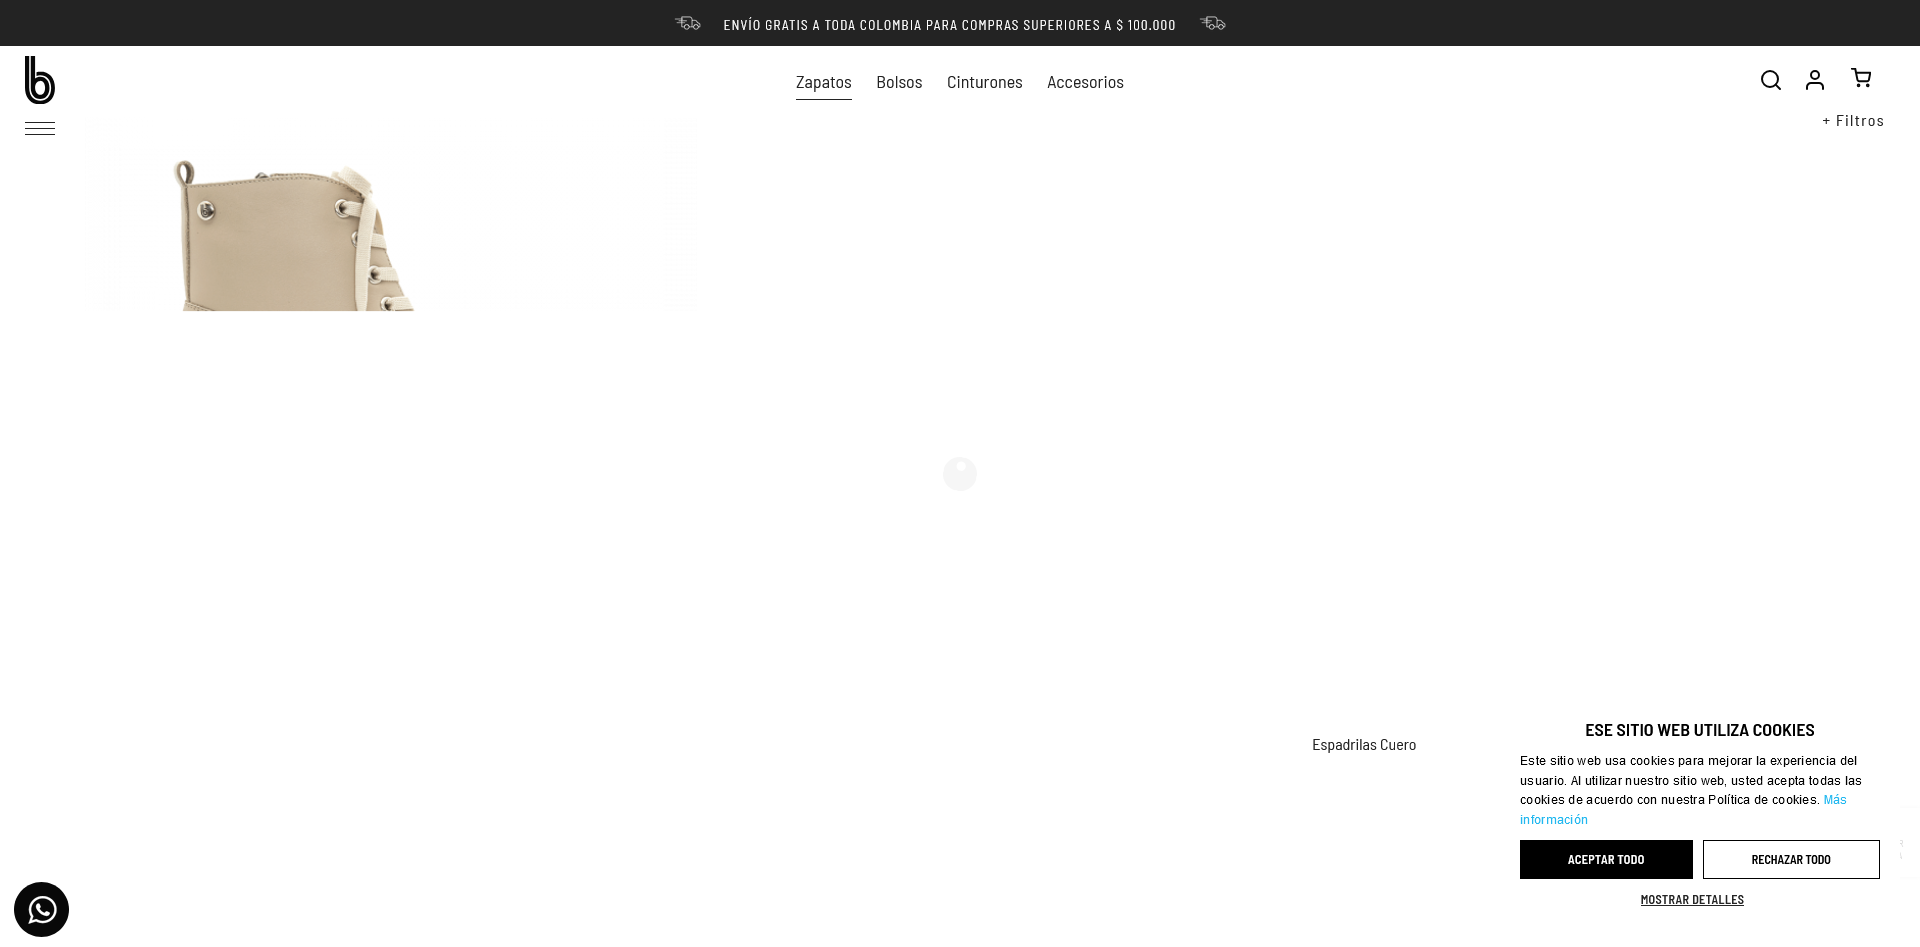 ENVÍO GRATIS A TODA COLOMBIA PARA COMPRAS SUPERIORES A $ 100.000
b
Zapatos Bolsos Cinturones Accesorios
+ Filtros
Espadrilas Cuero
ESE SITIO WEB UTILIZA COOKIES
Este sitio web usa cookies para mejorar la experiencia del
usuario. Al utilizar nuestro sitio web, usted acepta todas las
cookies de acuerdo con nuestra Política de cookies. Más
información
ACEPTAR TODO RECHAZAR TODO
MOSTRAR DETALLES